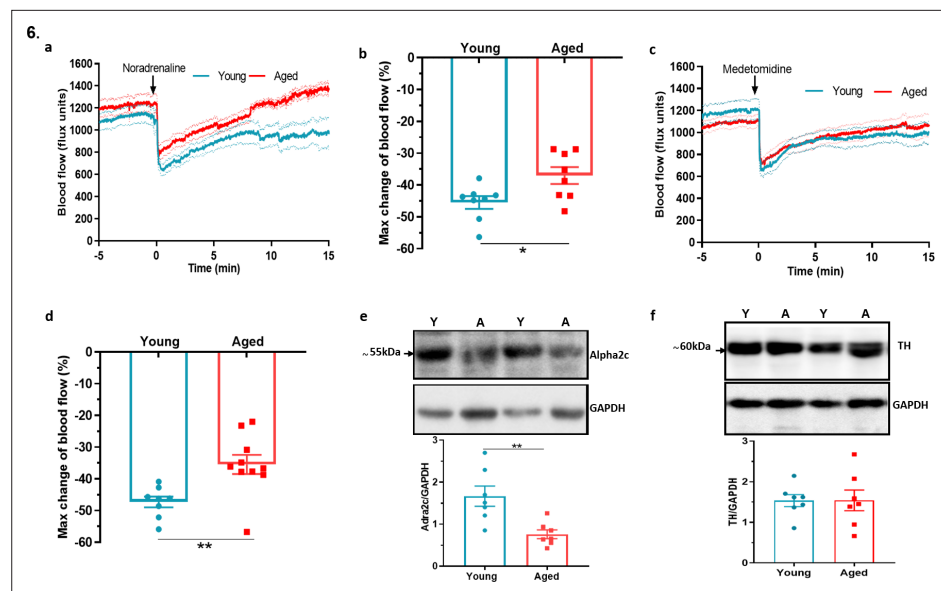 6.
a
Noradrenaline
Young
Aged
Blood flow (flux units)
1600
1400
1200
1000
800
600
400
200
0
-5
0
5
10
15
Time (min)
b
Young
Aged
Max change of blood flow (%)
0
-10
-20
-30
-40
-50
-60
*
c
Medetomidine
Young
Aged
Blood flow (flux units)
1600
1400
1200
1000
800
600
400
200
0
-5
0
5
10
15
Time (min)
d
Young
Aged
Max change of blood flow (%)
0
-10
-20
-30
-40
-50
-60
**
e
Y A Y A
~55kDa
Alpha2c
GAPDH
Adra2c/GAPDH
3
2
1
0
**
Young
Aged
f
Y A Y A
~60kDa
TH
GAPDH
TH/GAPDH
3
2
1
0
Young
Aged